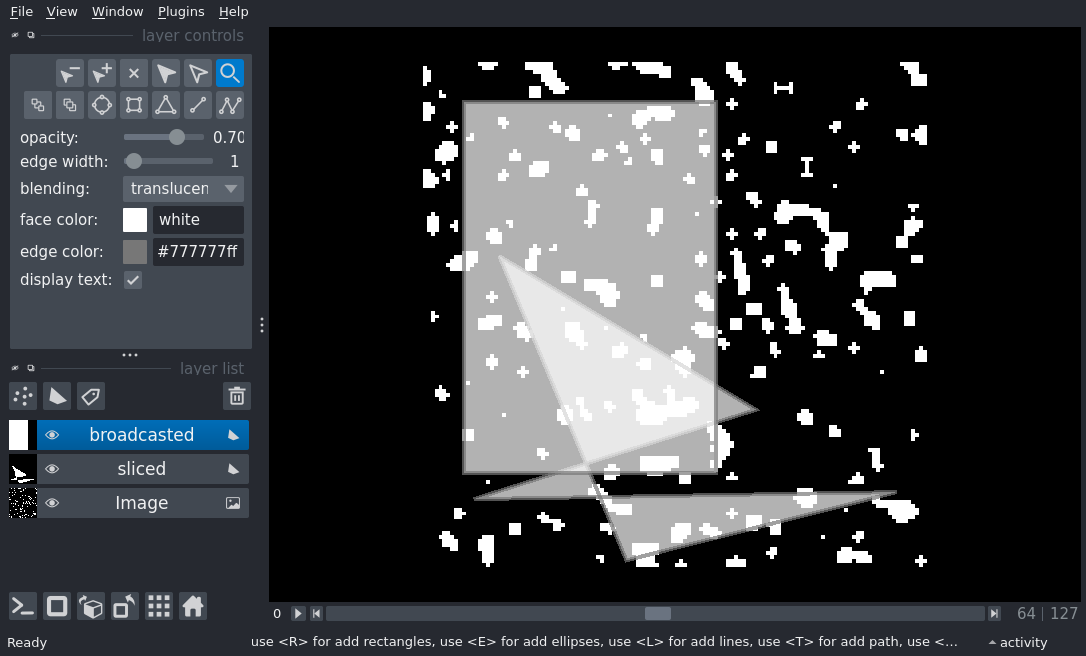 File View Window Plugins Help
layer controls
opacity: 0.70
edge width: 1
blending: translucen
face color: white
edge color: #777777ff
display text:
layer list
broadcasted
sliced
Image
0 64 127
Ready use <R> for add rectangles, use <E> for add ellipses, use <L> for add lines, use <T> for add path, use <... activity